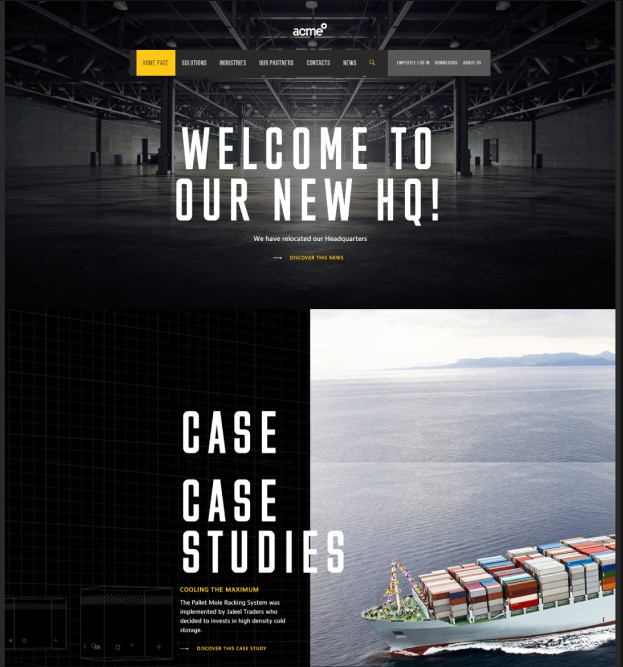 acme
HOME PAGE SOLUTIONS INDUSTRIES OUR PARTNERS CONTACTS NEWS EMPLOYEE LOG IN DOWNLOADS ABOUT US
WELCOME TO
OUR NEW HQ!
We have relocated our Headquarters
DISCOVER THIS NEWS
CASE
CASE
STUDIES
COOLING THE MAXIMUM
The Pallet Mole Racking System was
implemented by Jaleel Traders who
decided to invests in high density cold
storage.
DISCOVER THIS CASE STUDY